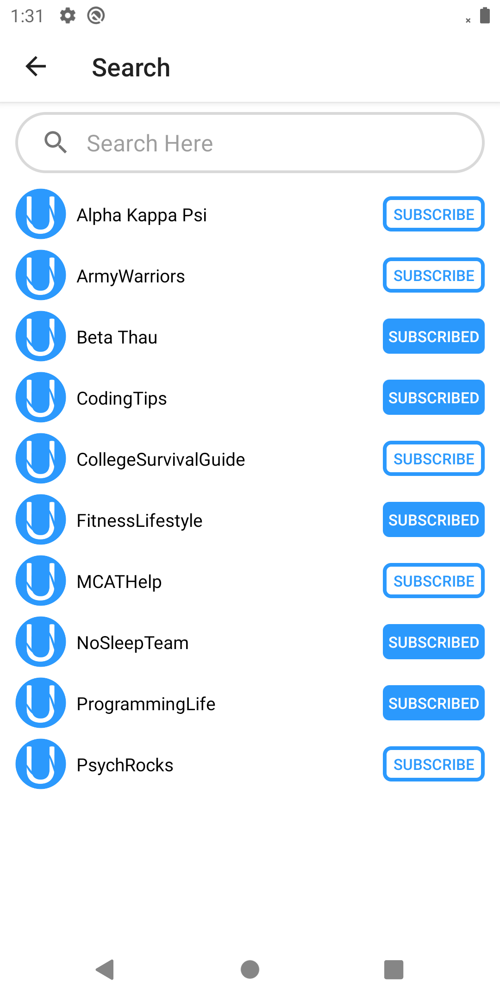 1:31
Search
Search Here
Alpha Kappa Psi SUBSCRIBE
ArmyWarriors SUBSCRIBE
Beta Thau SUBSCRIBED
CodingTips SUBSCRIBED
CollegeSurvivalGuide SUBSCRIBE
FitnessLifestyle SUBSCRIBED
MCATHelp SUBSCRIBE
NoSleepTeam SUBSCRIBED
ProgrammingLife SUBSCRIBED
PsychRocks SUBSCRIBE